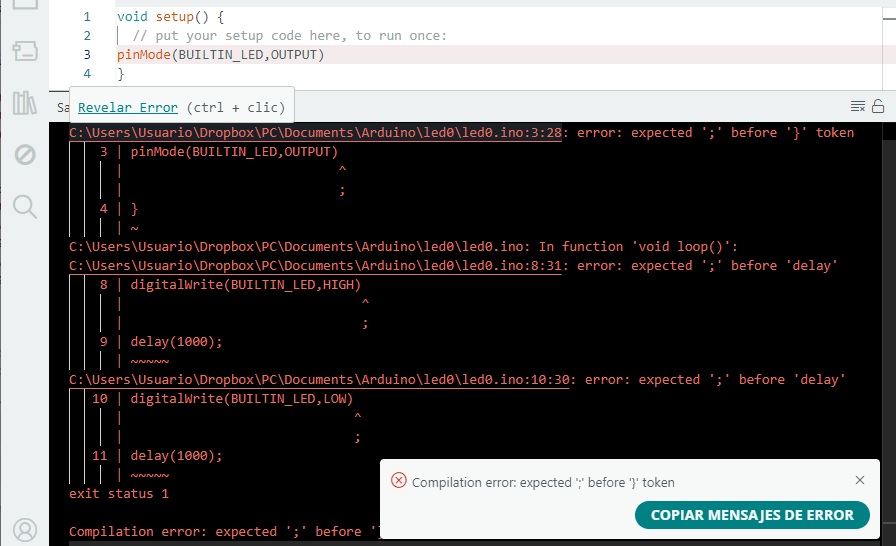 1 void setup() {
2 // put your setup code here, to run once:
3 pinMode(BUILTIN_LED,OUTPUT)
4 }
Revelar Error (ctrl + clic)
C:\Users\Usuario\Dropbox\PC\Documents\Arduino\led0\led0.ino:3:28: error: expected ';' before '}' token
3 | pinMode(BUILTIN_LED,OUTPUT)
| ^
| ;
4 | }
| ~
C:\Users\Usuario\Dropbox\PC\Documents\Arduino\led0\led0.ino: In function 'void loop()':
C:\Users\Usuario\Dropbox\PC\Documents\Arduino\led0\led0.ino:8:31: error: expected ';' before 'delay'
8 | digitalWrite(BUILTIN_LED,HIGH)
| ^
| ;
9 | delay(1000);
| ~~~~~
C:\Users\Usuario\Dropbox\PC\Documents\Arduino\led0\led0.ino:10:30: error: expected ';' before 'delay'
10 | digitalWrite(BUILTIN_LED,LOW)
| ^
| ;
11 | delay(1000);
| ~~~~~
exit status 1
Compilation error: expected ';' before
Compilation error: expected ';' before '}' token
COPIAR MENSAJES DE ERROR